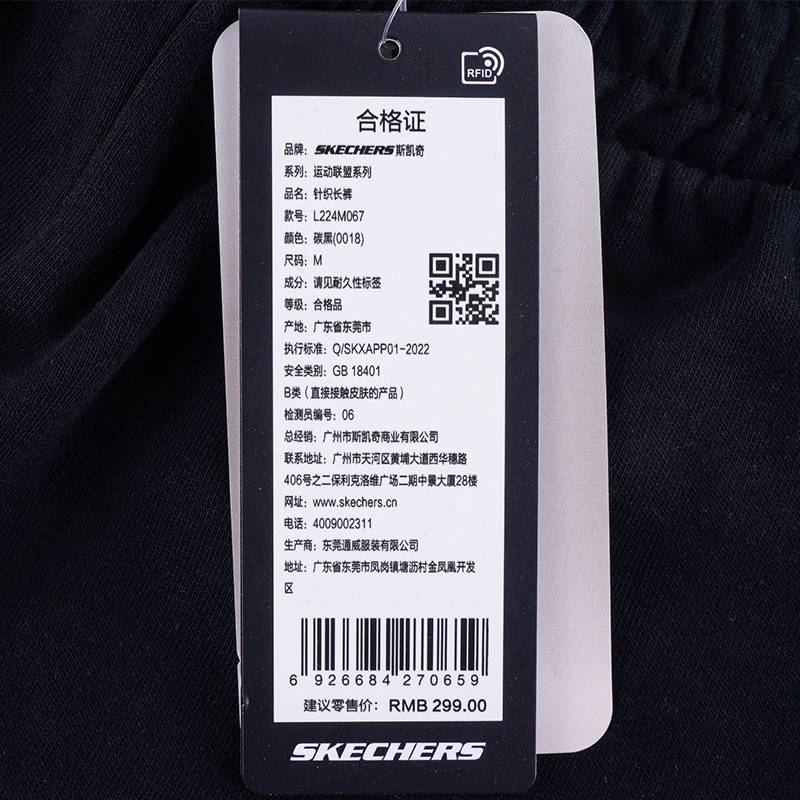 RFID
合格证
品牌：SKECHERS 斯凯奇
系列：运动联盟系列
品名：针织长裤
款号：L224M067
颜色：碳黑(0018)
尺码：M
成分：请见耐久性标签
等级：合格品
产地：广东省东莞市
执行标准：Q/SKXAPP01-2022
安全类别：GB 18401
B类（直接接触皮肤的产品）
检测员编号：06
总经销：广州市斯凯奇商业有限公司
联系地址：广州市天河区黄埔大道西华穗路
406号之二保利克洛维广场二期中景大厦28楼
网址：www.skechers.cn
电话：4009002311
生产商：东莞通威服装有限公司
地址：广东省东莞市凤岗镇塘沥村金凤凰开发
区
6 926684 270659
建议零售价：RMB 299.00
SKECHERS